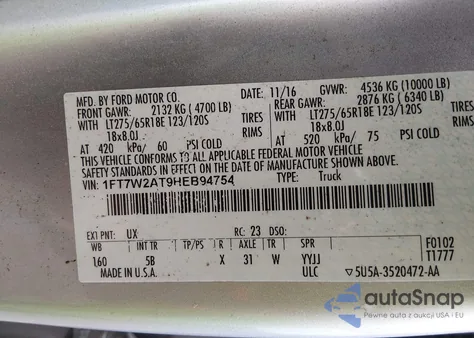 MFD. BY FORD MOTOR CO.
DATE: 11/16 GVWR: 4536 KG (10000 LB)
FRONT GAWR: 2132 KG (4700 LB) REAR GAWR: 2876 KG (6340 LB)
WITH LT275/65R18E 123/120S TIRES WITH LT275/65R18E 123/120S TIRES
18x8.0J RIMS 18x8.0J RIMS
AT 420 kPa/ 60 PSI COLD AT 520 kPa/ 75 PSI COLD
THIS VEHICLE CONFORMS TO ALL APPLICABLE FEDERAL MOTOR VEHICLE
SAFETY STANDARDS IN EFFECT ON THE DATE OF MANUFACTURE SHOWN ABOVE.
VIN: 1FT7W2AT9HEB94754 TYPE: Truck
EXT PNT: UX RC: 23 DSO:
WB INT TR TP/PS R AXLE TR SPR F0102
160 5B X 31 W YYJJ T1777
MADE IN U.S.A. ULC ▽5U5A-3520472-AA
autoSnap
Auto z aukcji z USA i EU